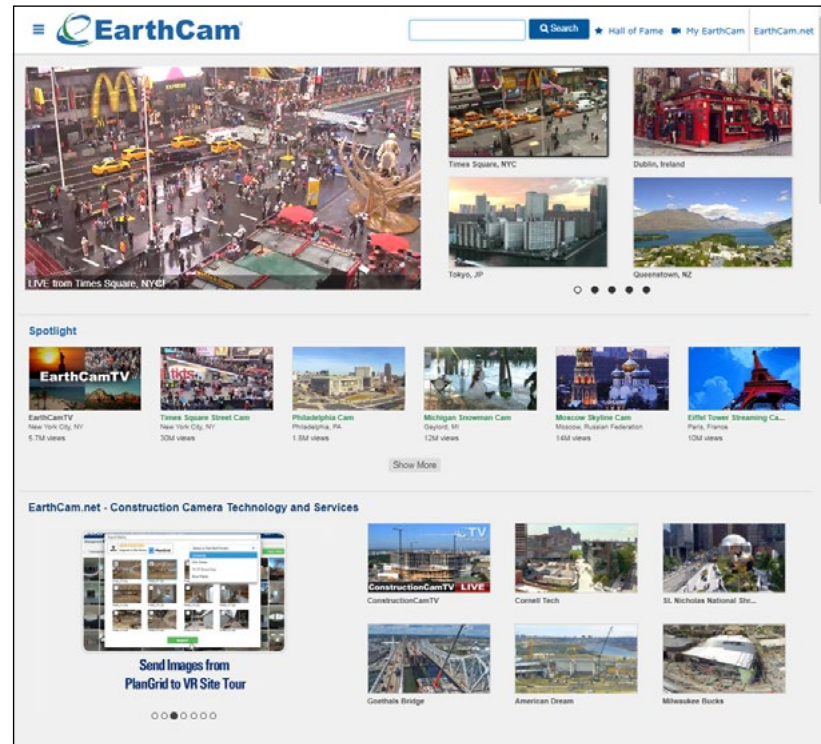 EarthCam
Search
Hall of Fame
My EarthCam
EarthCam.net
LIVE from Times Square, NYC!
Times Square, NYC
Dublin, Ireland
Tokyo, JP
Queenstown, NZ
Spotlight
EarthCamTV
EarthCamTV
New York City, NY
5.7M views
Times Square Street Cam
New York City, NY
30M views
Philadelphia Cam
Philadelphia, PA
1.8M views
Michigan Snowman Cam
Gaylord, MI
12M views
Moscow Skyline Cam
Moscow, Russian Federation
14M views
Eiffel Tower Streaming Ca...
Paris, France
10M views
Show More
EarthCam.net - Construction Camera Technology and Services
PlanGrid
Send Images from
PlanGrid to VR Site Tour
TV
ConstructionCamTV LIVE
ConstructionCamTV
Cornell Tech
St. Nicholas National Shr...
Goethals Bridge
American Dream
Milwaukee Bucks